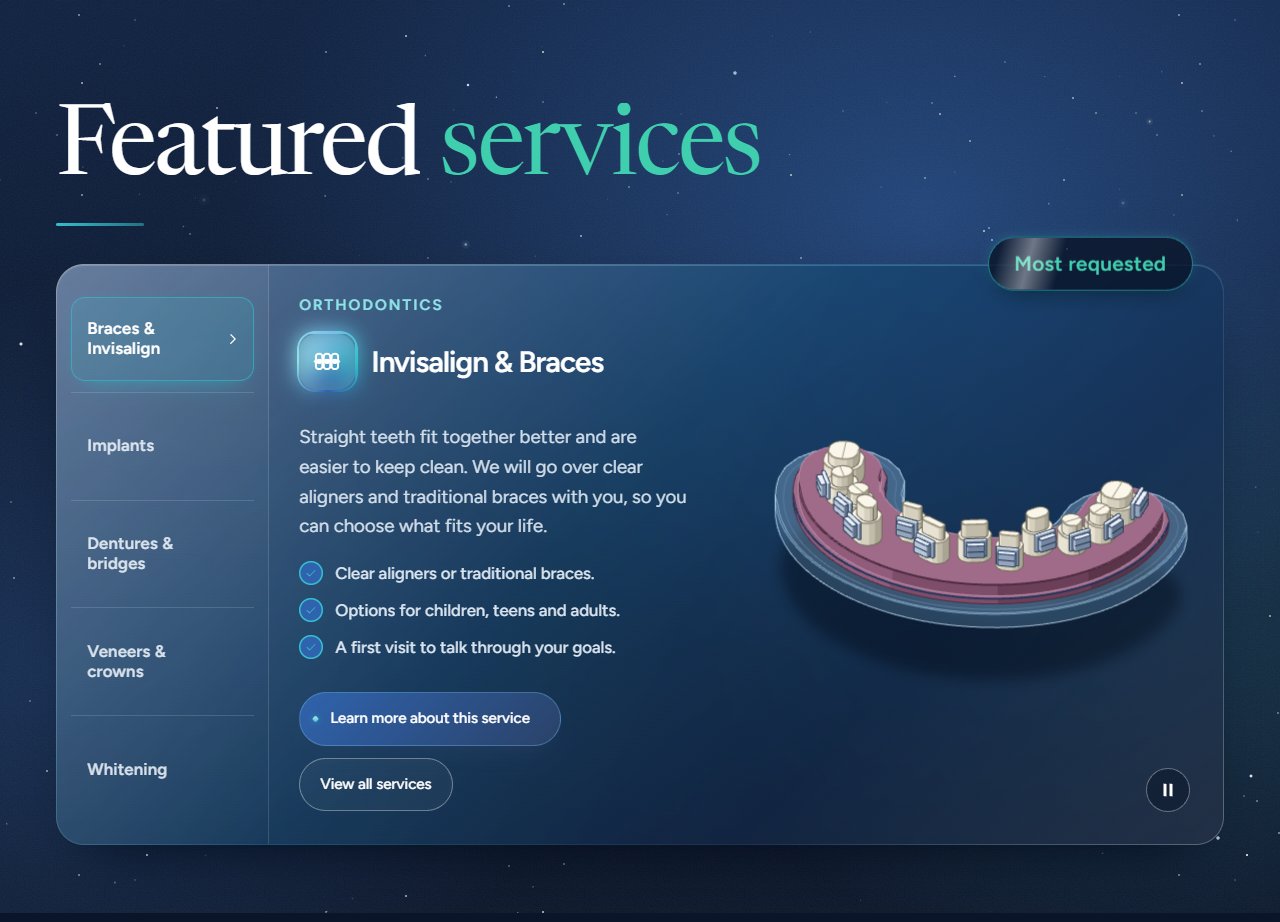 Featured services
Most requested
Braces &
Invisalign
Implants
Dentures &
bridges
Veneers &
crowns
Whitening
ORTHODONTICS
Invisalign & Braces
Straight teeth fit together better and are
easier to keep clean. We will go over clear
aligners and traditional braces with you, so you
can choose what fits your life.
Clear aligners or traditional braces.
Options for children, teens and adults.
A first visit to talk through your goals.
Learn more about this service
View all services